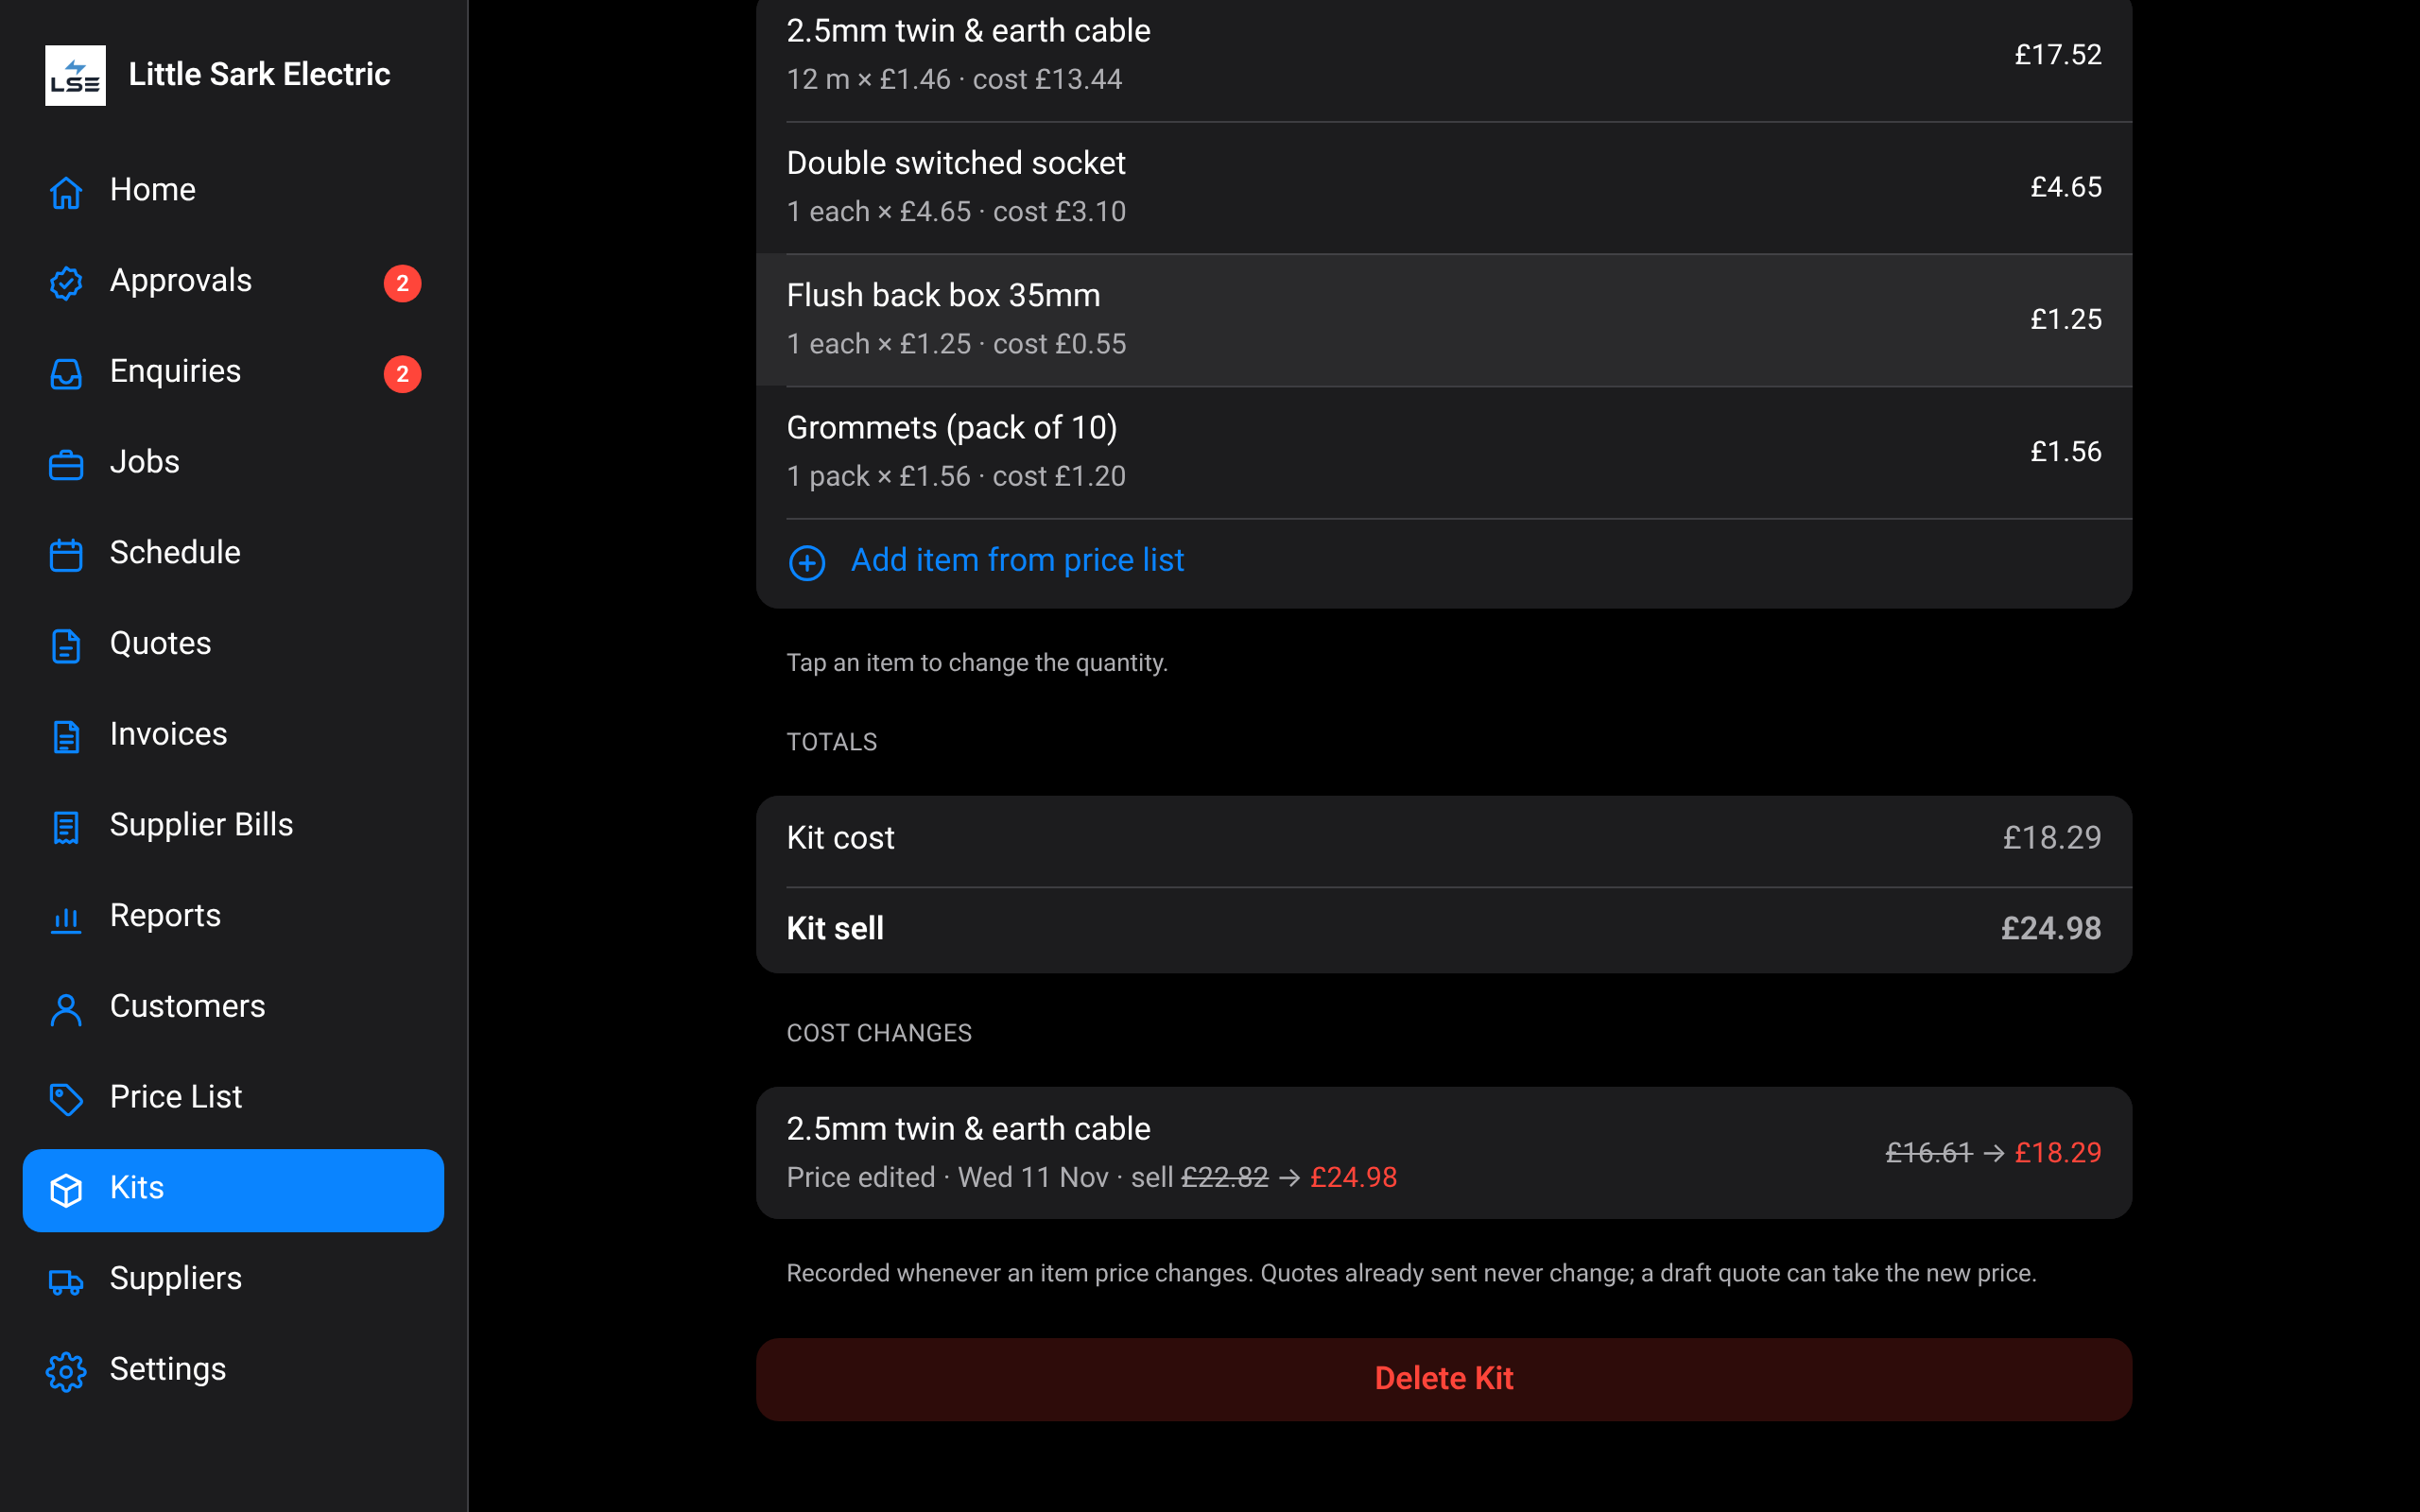 LSE
Little Sark Electric
Home
Approvals
2
Enquiries
2
Jobs
Schedule
Quotes
Invoices
Supplier Bills
Reports
Customers
Price List
Kits
Suppliers
Settings
2.5mm twin & earth cable
12 m × £1.46 · cost £13.44
£17.52
Double switched socket
1 each × £4.65 · cost £3.10
£4.65
Flush back box 35mm
1 each × £1.25 · cost £0.55
£1.25
Grommets (pack of 10)
1 pack × £1.56 · cost £1.20
£1.56
Add item from price list
Tap an item to change the quantity.
TOTALS
Kit cost
£18.29
Kit sell
£24.98
COST CHANGES
2.5mm twin & earth cable
Price edited · Wed 11 Nov · sell £22.82 → £24.98
£16.61 → £18.29
Recorded whenever an item price changes. Quotes already sent never change; a draft quote can take the new price.
Delete Kit